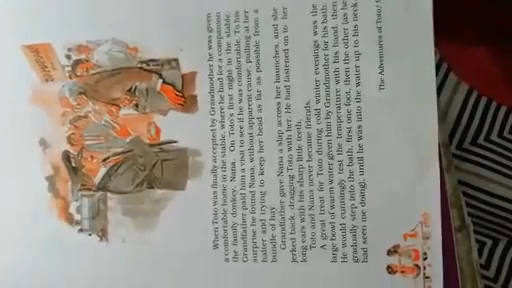 When Toto was finally accepted by Grandmother he was given
a comfortable home in the stable, where he had for a companion
the family donkey, Nana. On Toto's first night in the stable,
Grandfather paid him a visit to see if he was comfortable. To his
surprise he found Nana, without apparent cause, pulling at her
halter and trying to keep her head as far as possible from a
bundle of hay.
Grandfather gave Nana a slap across her haunches, and she
jerked back, dragging Toto with her. He had fastened on to her
long ears with his sharp little teeth.
Toto and Nana never became friends.
A great treat for Toto during cold winter evenings was the
large bowl of warm water given him by Grandfather for his bath.
He would cunningly test the temperature with his hand, then
gradually step into the bath, first one foot, then the other (as he
had seen me doing), until he was into the water up to his neck.
The Adventures of Toto/